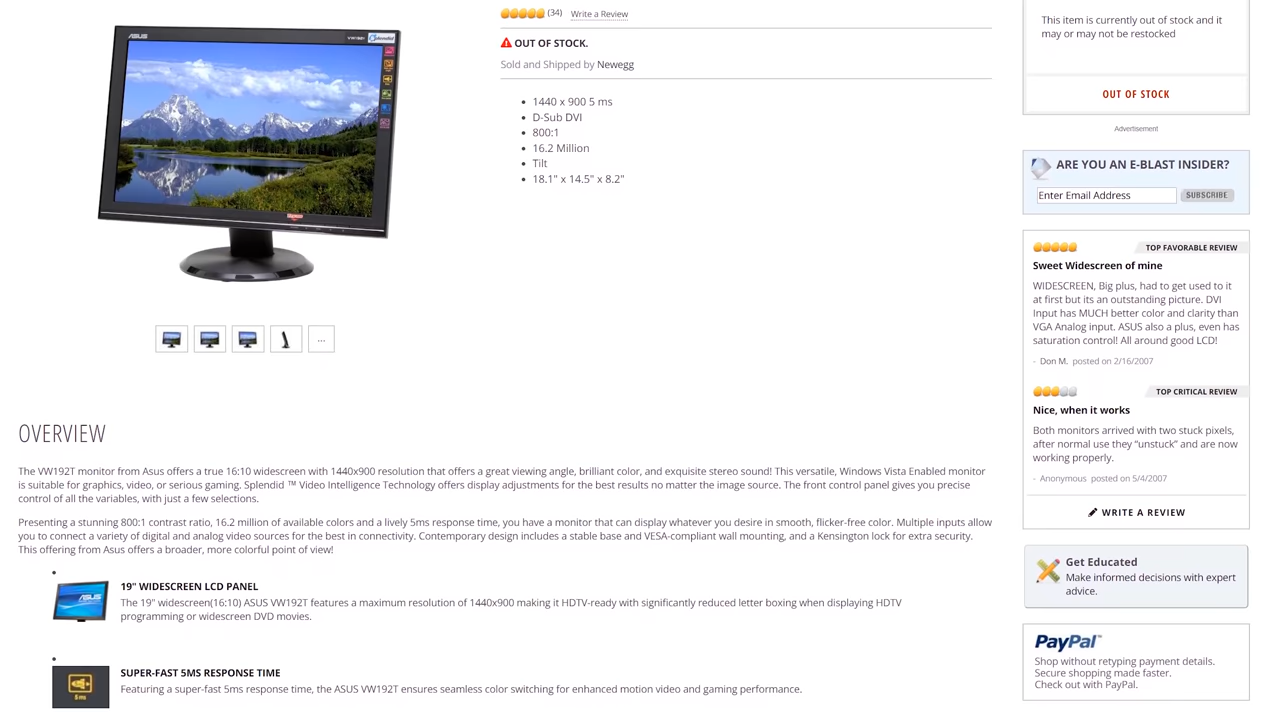 ASUS
(34) Write a Review
OUT OF STOCK.
Sold and Shipped by Newegg
1440 x 900 5 ms
D-Sub DVI
800:1
16.2 Million
Tilt
18.1" x 14.5" x 8.2"
...
OVERVIEW
The VW192T monitor from Asus offers a true 16:10 widescreen with 1440x900 resolution that offers a great viewing angle, brilliant color, and exquisite stereo sound! This versatile, Windows Vista Enabled monitor
is suitable for graphics, video, or serious gaming. Splendid ™ Video Intelligence Technology offers display adjustments for the best results no matter the image source. The front control panel gives you precise
control of all the variables, with just a few selections.
Presenting a stunning 800:1 contrast ratio, 16.2 million of available colors and a lively 5ms response time, you have a monitor that can display whatever you desire in smooth, flicker-free color. Multiple inputs allow
you to connect a variety of digital and analog video sources for the best in connectivity. Contemporary design includes a stable base and VESA-compliant wall mounting, and a Kensington lock for extra security.
This offering from Asus offers a broader, more colorful point of view!
19" WIDESCREEN LCD PANEL
The 19" widescreen(16:10) ASUS VW192T features a maximum resolution of 1440x900 making it HDTV-ready with significantly reduced letter boxing when displaying HDTV
programming or widescreen DVD movies.
ASUS
SUPER-FAST 5MS RESPONSE TIME
Featuring a super-fast 5ms response time, the ASUS VW192T ensures seamless color switching for enhanced motion video and gaming performance.
5ms
This item is currently out of stock and it
may or may not be restocked
OUT OF STOCK
Advertisement
ARE YOU AN E-BLAST INSIDER?
Enter Email Address SUBSCRIBE
TOP FAVORABLE REVIEW
Sweet Widescreen of mine
WIDESCREEN, Big plus, had to get used to it
at first but its an outstanding picture. DVI
Input has MUCH better color and clarity than
VGA Analog input. ASUS also a plus, even has
saturation control! All around good LCD!
- Don M. posted on 2/16/2007
TOP CRITICAL REVIEW
Nice, when it works
Both monitors arrived with two stuck pixels,
after normal use they “unstuck” and are now
working properly.
- Anonymous posted on 5/4/2007
WRITE A REVIEW
Get Educated
Make informed decisions with expert
advice.
PayPal™
Shop without retyping payment details.
Secure shopping made faster.
Check out with PayPal.